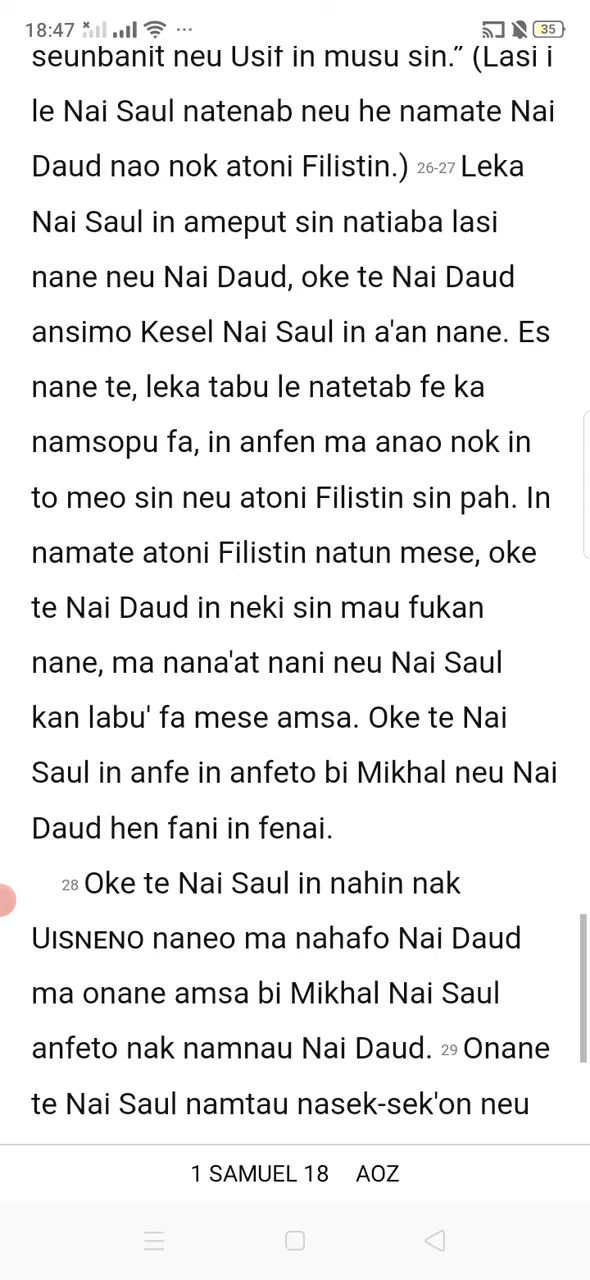 18:47
35
seunbanit neu Usif in musu sin.” (Lasi i
le Nai Saul natenab neu he namate Nai
Daud nao nok atoni Filistin.) 26-27 Leka
Nai Saul in ameput sin natiaba lasi
nane neu Nai Daud, oke te Nai Daud
ansimo Kesel Nai Saul in a'an nane. Es
nane te, leka tabu le natetab fe ka
namsopu fa, in anfen ma anao nok in
to meo sin neu atoni Filistin sin pah. In
namate atoni Filistin natun mese, oke
te Nai Daud in neki sin mau fukan
nane, ma nana'at nani neu Nai Saul
kan labu' fa mese amsa. Oke te Nai
Saul in anfe in anfeto bi Mikhal neu Nai
Daud hen fani in fenai.
28 Oke te Nai Saul in nahin nak
UISNENO naneo ma nahafo Nai Daud
ma onane amsa bi Mikhal Nai Saul
anfeto nak namnau Nai Daud. 29 Onane
te Nai Saul namtau nasek-sek'on neu
1 SAMUEL 18 AOZ